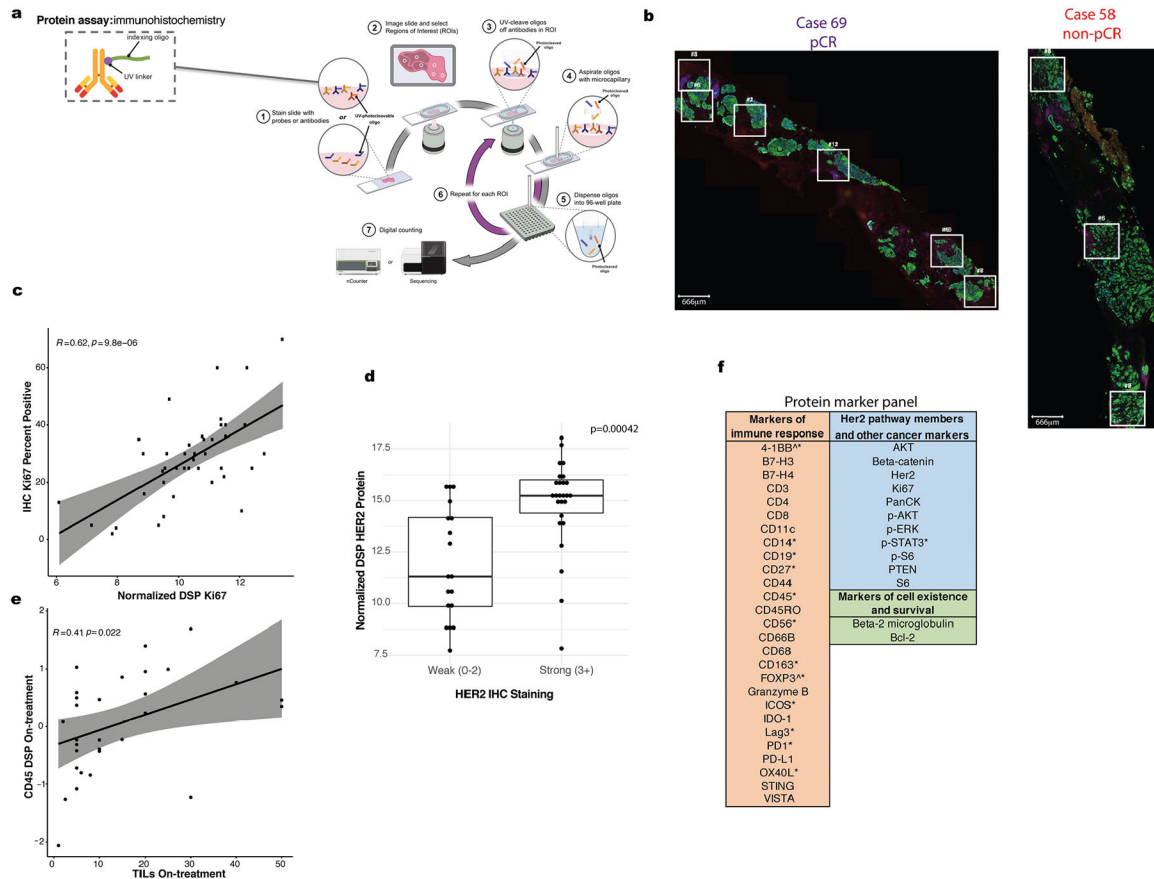 a
Protein assay:immunohistochemistry
indexing oligo
UV linker
1 Stain slide with
probes or antibodies
or
UV-photocleavable
oligo
2 Image slide and select
Regions of Interest (ROIs)
3 UV-cleave oligos
off antibodies in ROI
Photocleaved
oligo
4 Aspirate oligos
with microcapillary
Photocleaved
oligo
5 Dispense oligos
into 96-well plate
Photocleaved
oligo
6 Repeat for each ROI
7 Digital counting
nCounter
or
Sequencing
b
Case 69
pCR
#8
#2
#12
#8
666μm
Case 58
non-pCR
#6
#8
666μm
c
R=0.62, p=9.8e-06
IHC Ki67 Percent Positive
60
40
20
0
6
8
10
12
Normalized DSP Ki67
d
p=0.00042
Normalized DSP HER2 Protein
17.5
15.0
12.5
10.0
7.5
Weak (0-2)
Strong (3+)
HER2 IHC Staining
e
R=0.41 p=0.022
CD45 DSP On-treatment
2
1
0
−1
−2
0
10
20
30
40
50
TILs On-treatment
f
Protein marker panel
Markers of
immune response
4-1BB^*
B7-H3
B7-H4
CD3
CD4
CD8
CD11c
CD14*
CD19*
CD27*
CD44
CD45*
CD45RO
CD56*
CD66B
CD68
CD163*
FOXP3^*
Granzyme B
ICOS*
IDO-1
Lag3*
PD1*
PD-L1
OX40L*
STING
VISTA
Her2 pathway members
and other cancer markers
AKT
Beta-catenin
Her2
Ki67
PanCK
p-AKT
p-ERK
p-STAT3*
p-S6
PTEN
S6
Markers of cell existence
and survival
Beta-2 microglobulin
Bcl-2